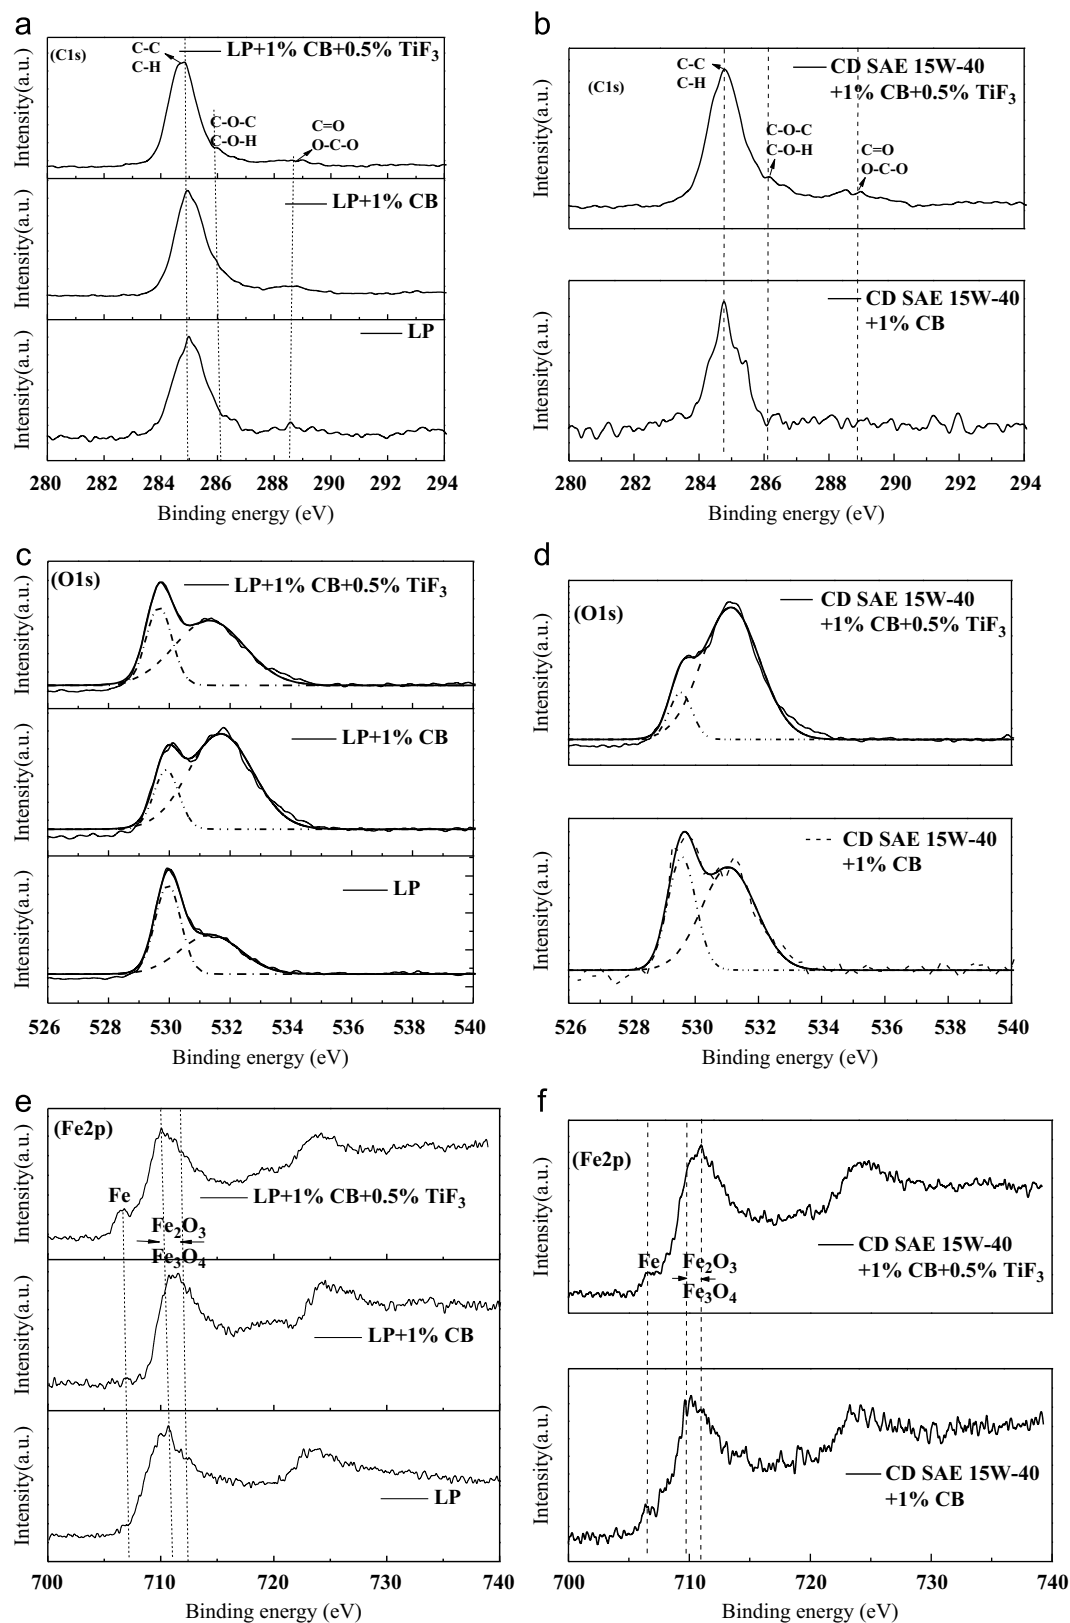 a
(C1s)
C-C
C-H
LP+1% CB+0.5% TiF3
C-O-C
C-O-H
C=O
O-C-O
Intensity(a.u.)
LP+1% CB
Intensity(a.u.)
LP
Intensity(a.u.)
280 282 284 286 288 290 292 294
Binding energy (eV)
b
(C1s)
C-C
C-H
CD SAE 15W-40
+1% CB+0.5% TiF3
C-O-C
C-O-H
C=O
O-C-O
Intensity(a.u.)
CD SAE 15W-40
+1% CB
Intensity(a.u.)
280 282 284 286 288 290 292 294
Binding energy (eV)
c
(O1s)
LP+1% CB+0.5% TiF3
Intensity(a.u.)
LP+1% CB
Intensity(a.u.)
LP
Intensity(a.u.)
526 528 530 532 534 536 538 540
Binding energy (eV)
d
(O1s)
CD SAE 15W-40
+1% CB+0.5% TiF3
Intensity(a.u.)
CD SAE 15W-40
+1% CB
Intensity(a.u.)
526 528 530 532 534 536 538 540
Binding energy (eV)
e
(Fe2p)
Fe
LP+1% CB+0.5% TiF3
Fe2O3
Fe3O4
Intensity(a.u.)
LP+1% CB
Intensity(a.u.)
LP
Intensity(a.u.)
700 710 720 730 740
Binding energy (eV)
f
(Fe2p)
Fe
Fe2O3
Fe3O4
CD SAE 15W-40
+1% CB+0.5% TiF3
Intensity(a.u.)
CD SAE 15W-40
+1% CB
Intensity(a.u.)
700 710 720 730 740
Binding energy (eV)